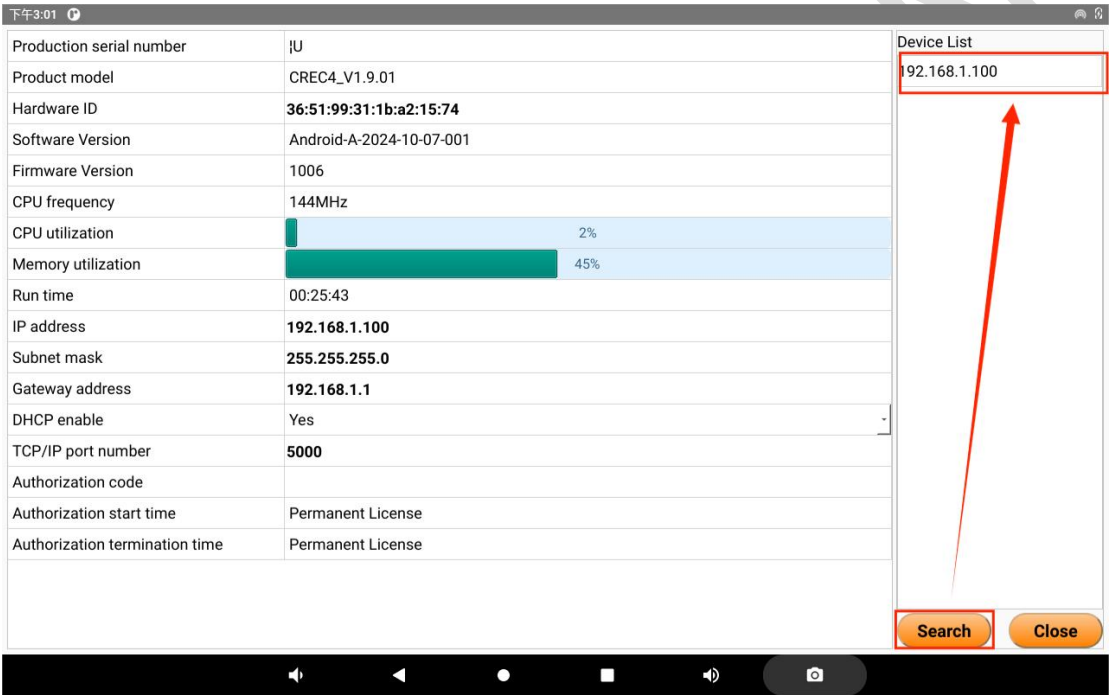 下午3:01
Production serial number ¦U
Product model CREC4_V1.9.01
Hardware ID 36:51:99:31:1b:a2:15:74
Software Version Android-A-2024-10-07-001
Firmware Version 1006
CPU frequency 144MHz
CPU utilization 2%
Memory utilization 45%
Run time 00:25:43
IP address 192.168.1.100
Subnet mask 255.255.255.0
Gateway address 192.168.1.1
DHCP enable Yes
TCP/IP port number 5000
Authorization code
Authorization start time Permanent License
Authorization termination time Permanent License
Device List
192.168.1.100
Search Close